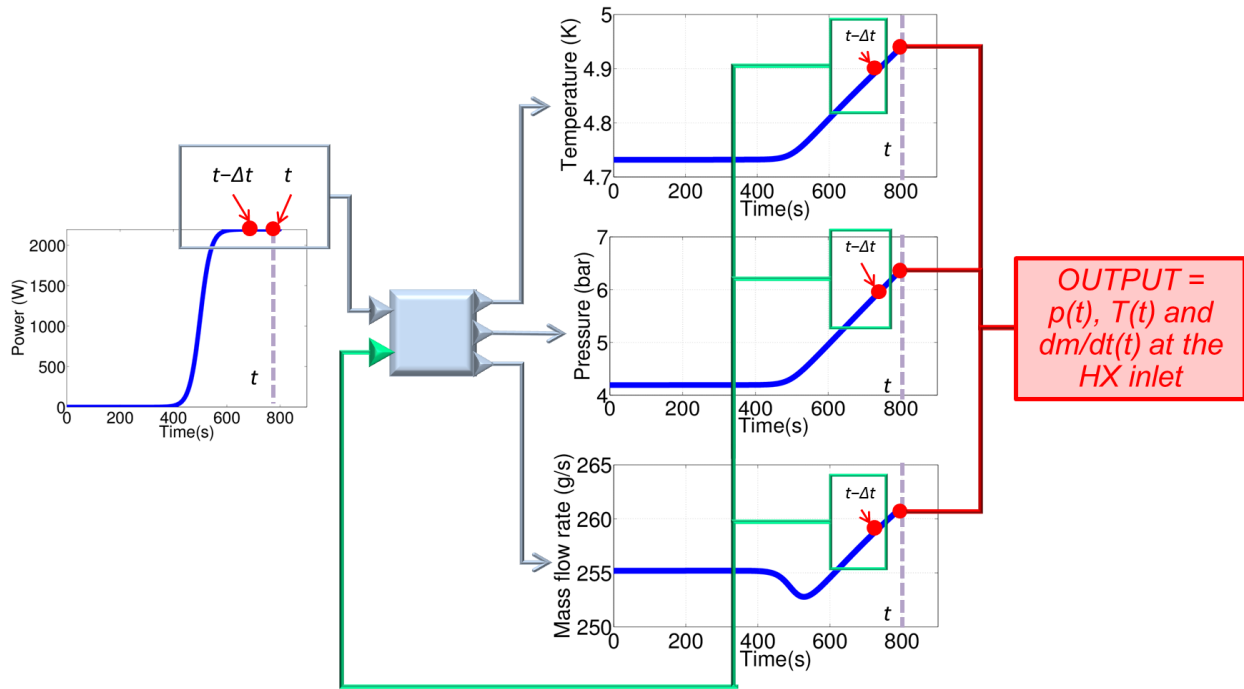 t−Δt
t
2200
2000
1500
1000
500
0
Power (W)
t
0
200
400
600
800
Time(s)
5
4.9
4.8
4.7
Temperature (K)
t−Δt
t
0
200
400
600
800
Time(s)
7
6
5
4
Pressure (bar)
t−Δt
t
0
200
400
600
800
Time(s)
265
260
255
250
Mass flow rate (g/s)
t−Δt
t
0
200
400
600
800
Time(s)
OUTPUT =
p(t), T(t) and
dm/dt(t) at the
HX inlet